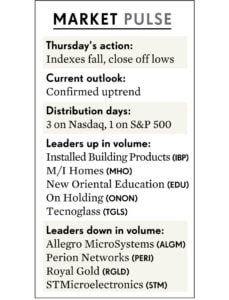 MARKET PULSE
Thursday's action:
Indexes fall, close off lows
Current outlook:
Confirmed uptrend
Distribution days:
3 on Nasdaq, 1 on S&P 500
Leaders up in volume:
Installed Building Products (IBP)
M/I Homes (MHO)
New Oriental Education (EDU)
On Holding (ONON)
Tecnoglass (TGLS)
Leaders down in volume:
Allegro MicroSystems (ALGM)
Perion Networks (PERI)
Royal Gold (RGLD)
STMicroelectronics (STM)